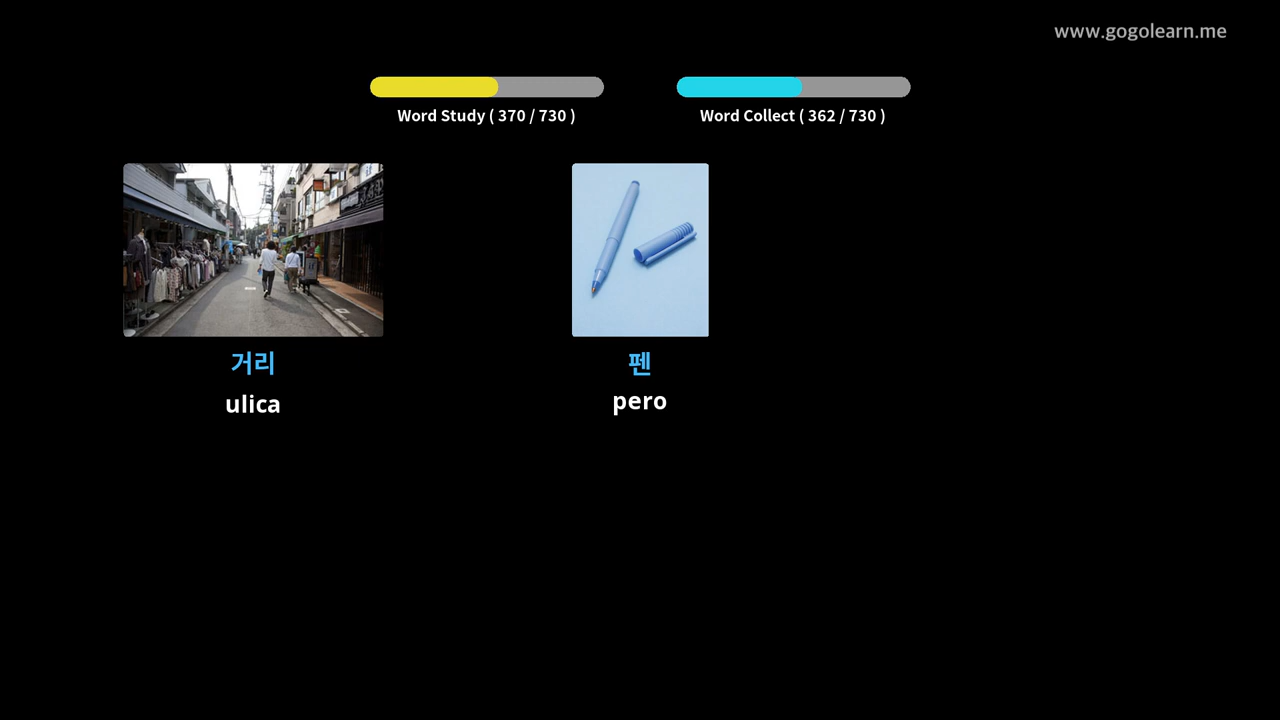 www.gogolearn.me
Word Study ( 370 / 730 )
Word Collect ( 362 / 730 )
거리
ulica
펜
pero